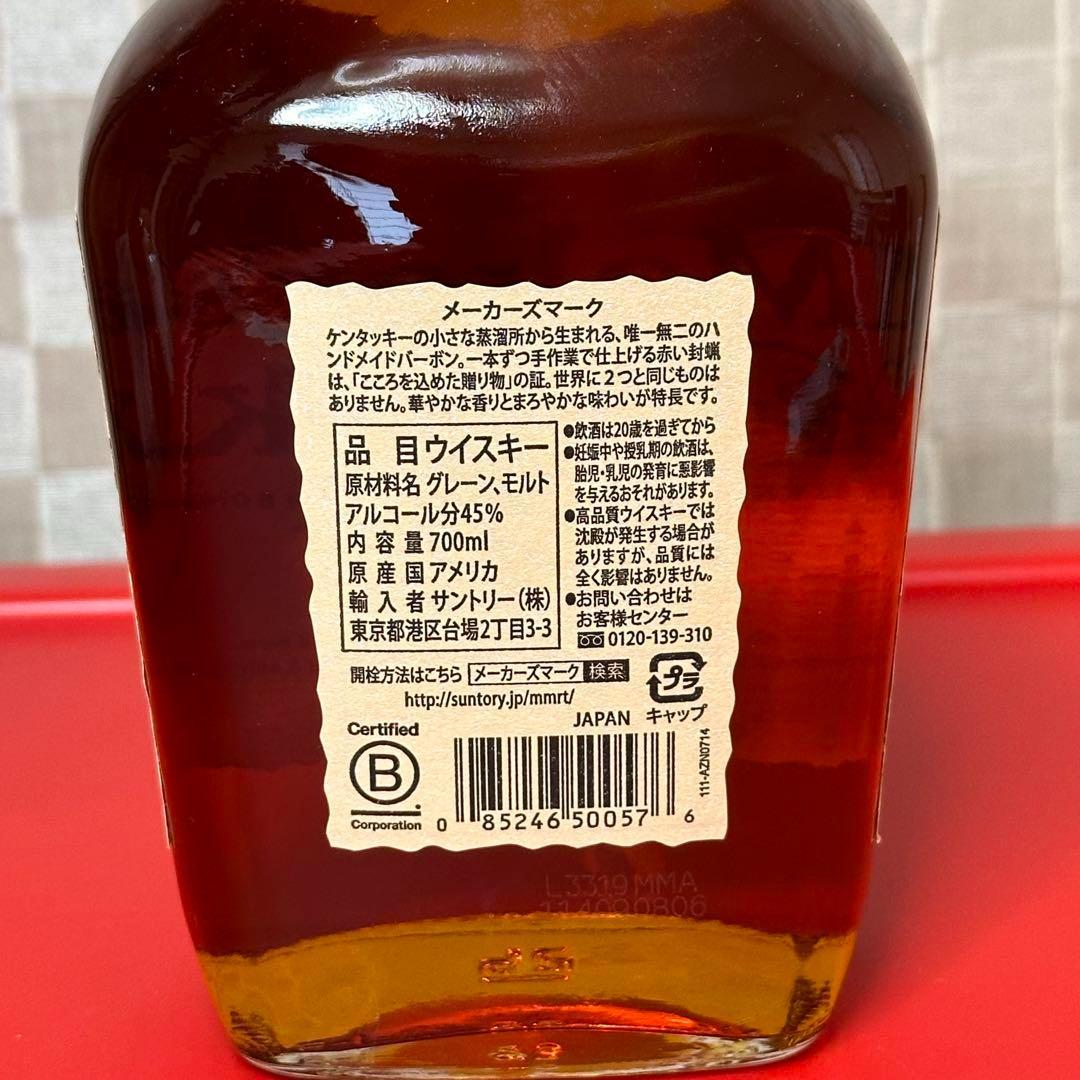 メーカーズマーク
ケンタッキーの小さな蒸溜所から生まれる、唯一無二のハ
ンドメイドバーボン。一本ずつ手作業で仕上げる赤い封蝋
は、「こころを込めた贈り物」の証。世界に2つと同じものは
ありません。華やかな香りとまろやかな味わいが特長です。
品 目 ウイスキー
原材料名 グレーン、モルト
アルコール分45%
内 容 量 700ml
原 産 国 アメリカ
輸 入 者 サントリー(株)
東京都港区台場2丁目3-3
●飲酒は20歳を過ぎてから
●妊娠中や授乳期の飲酒は、
胎児・乳児の発育に悪影響
を与えるおそれがあります。
●高品質ウイスキーでは
沈殿が発生する場合が
ありますが、品質には
全く影響はありません。
●お問い合わせは
お客様センター
0120-139-310
開栓方法はこちら メーカーズマーク 検索
http://suntory.jp/mmrt/
プラ
JAPAN キャップ
Certified
B
Corporation
0 85246 50057 6
111-AZN0714
L3319MMA
114090806